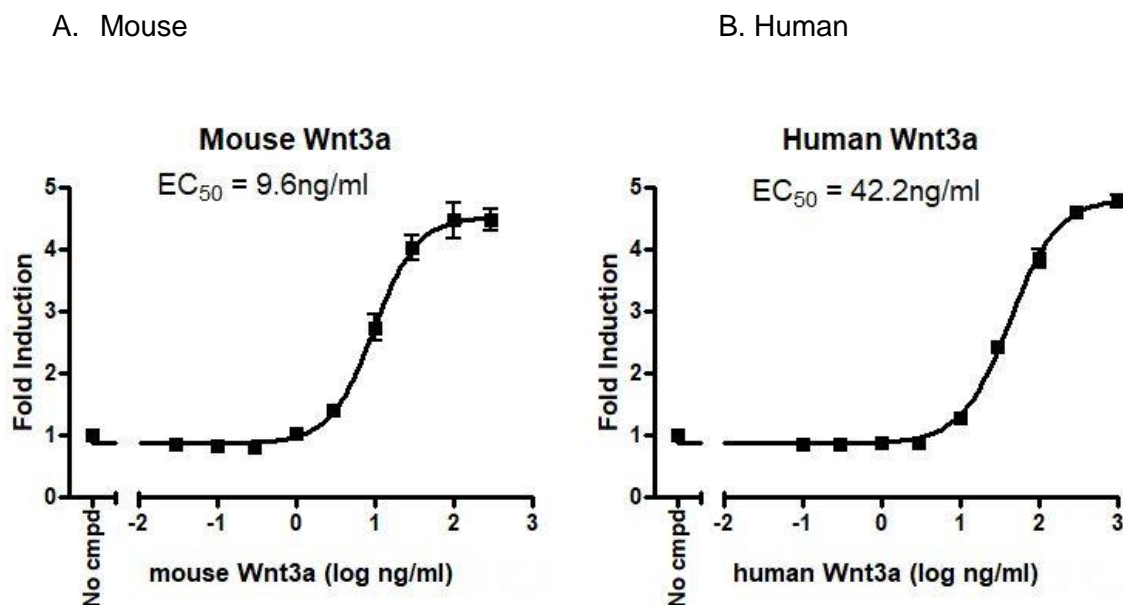 A. Mouse
B. Human
Mouse Wnt3a
EC50 = 9.6ng/ml
Fold Induction
5
4
3
2
1
0
No cmpd
-2
-1
0
1
2
3
mouse Wnt3a (log ng/ml)
Human Wnt3a
EC50 = 42.2ng/ml
Fold Induction
5
4
3
2
1
0
No cmpd
-2
-1
0
1
2
3
human Wnt3a (log ng/ml)